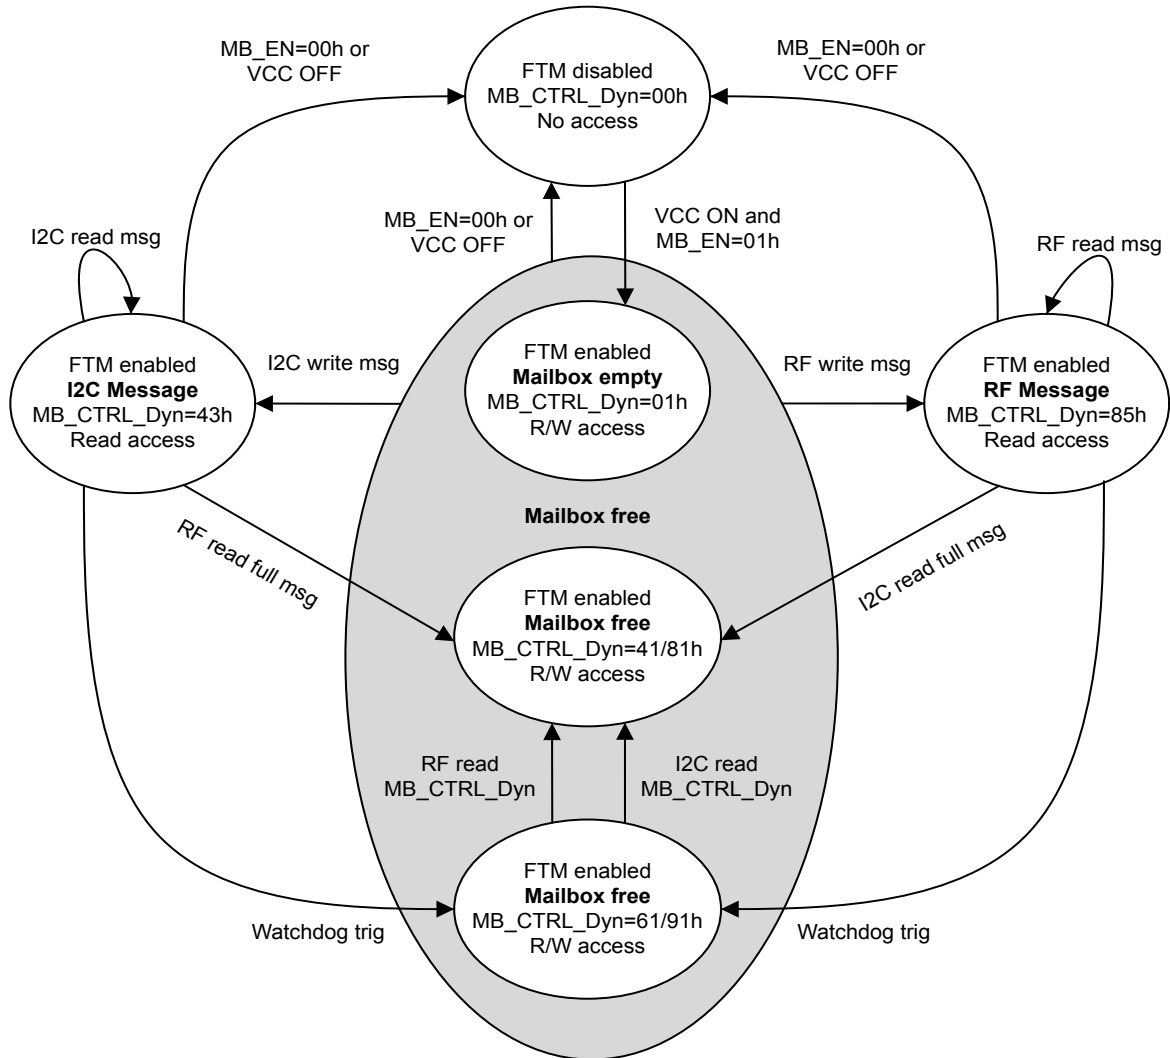 MB_EN=00h or
VCC OFF
FTM disabled
MB_CTRL_Dyn=00h
No access
MB_EN=00h or
VCC OFF
MB_EN=00h or
VCC OFF
VCC ON and
MB_EN=01h
I2C read msg
RF read msg
FTM enabled
I2C Message
MB_CTRL_Dyn=43h
Read access
I2C write msg
FTM enabled
Mailbox empty
MB_CTRL_Dyn=01h
R/W access
RF write msg
FTM enabled
RF Message
MB_CTRL_Dyn=85h
Read access
Mailbox free
RF read full msg
I2C read full msg
FTM enabled
Mailbox free
MB_CTRL_Dyn=41/81h
R/W access
RF read
MB_CTRL_Dyn
I2C read
MB_CTRL_Dyn
FTM enabled
Mailbox free
MB_CTRL_Dyn=61/91h
R/W access
Watchdog trig
Watchdog trig